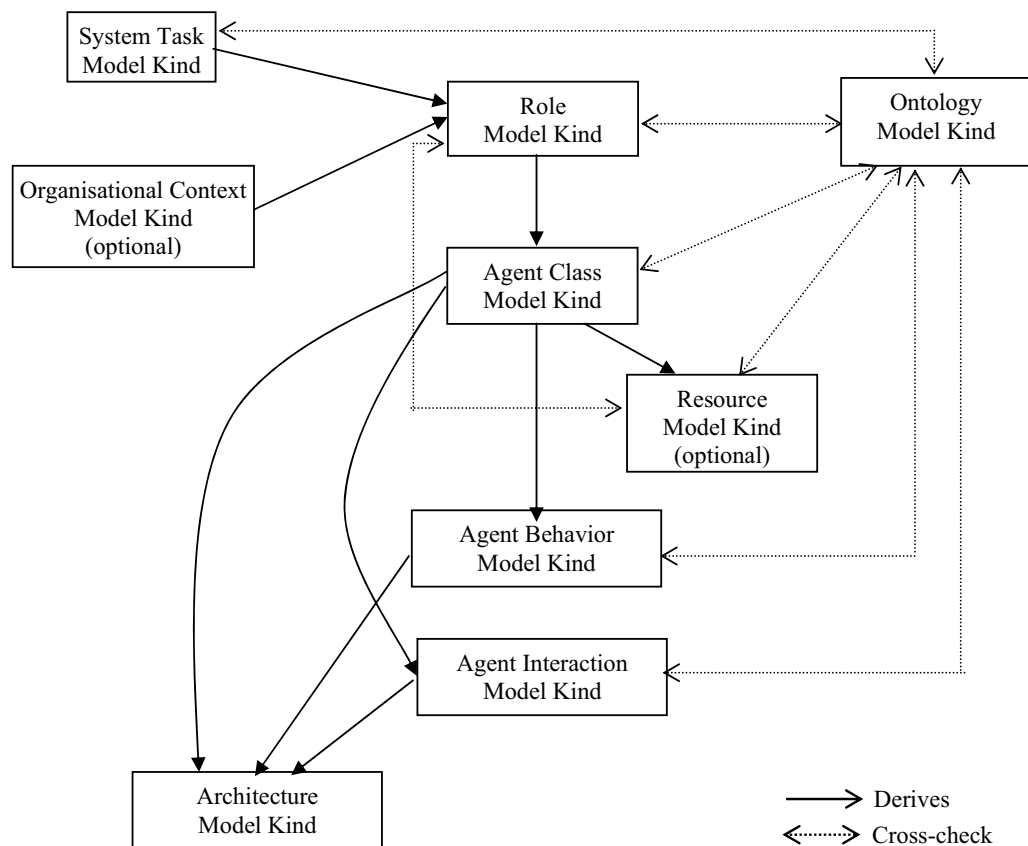 System Task
Model Kind
Role
Model Kind
Ontology
Model Kind
Organisational Context
Model Kind
(optional)
Agent Class
Model Kind
Resource
Model Kind
(optional)
Agent Behavior
Model Kind
Agent Interaction
Model Kind
Architecture
Model Kind
Derives
Cross-check